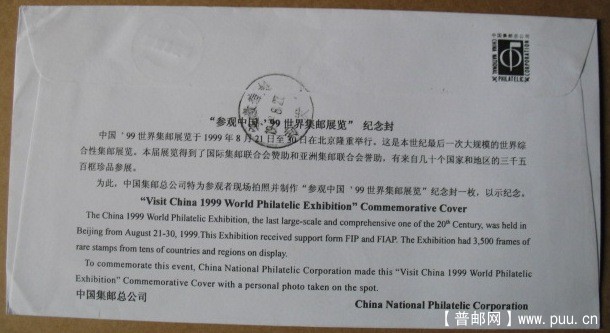 中国集邮总公司
CHINA NATIONAL
PHILATELIC
CORPORATION
“参观中国·’99世界集邮展览” 纪念封
中国’99世界集邮展览于1999年8月21日至30日在北京隆重举行。这是本世纪最后一次大规模的世界综
合性集邮展览。本届展览得到了国际集邮联合会赞助和亚洲集邮联合会赞助，有来自几十个国家和地区的三千五
百框珍品参展。
为此，中国集邮总公司特为参观者现场拍照并制作“参观中国’99世界集邮展览”纪念封一枚，以示纪念。
“Visit China 1999 World Philatelic Exhibition” Commemorative Cover
The China 1999 World Philatelic Exhibition, the last large-scale and comprehensive one of the 20th Century, was held in
Beijing from August 21-30, 1999.This Exhibition received support form FIP and FIAP. The Exhibition had 3,500 frames of
rare stamps from tens of countries and regions on display.
To commemorate this event, China National Philatelic Corporation made this “Visit China 1999 World Philatelic
Exhibition” Commemorative Cover with a personal photo taken on the spot.
中国集邮总公司
China National Philatelic Corporation
【普邮网】www.puu.cn